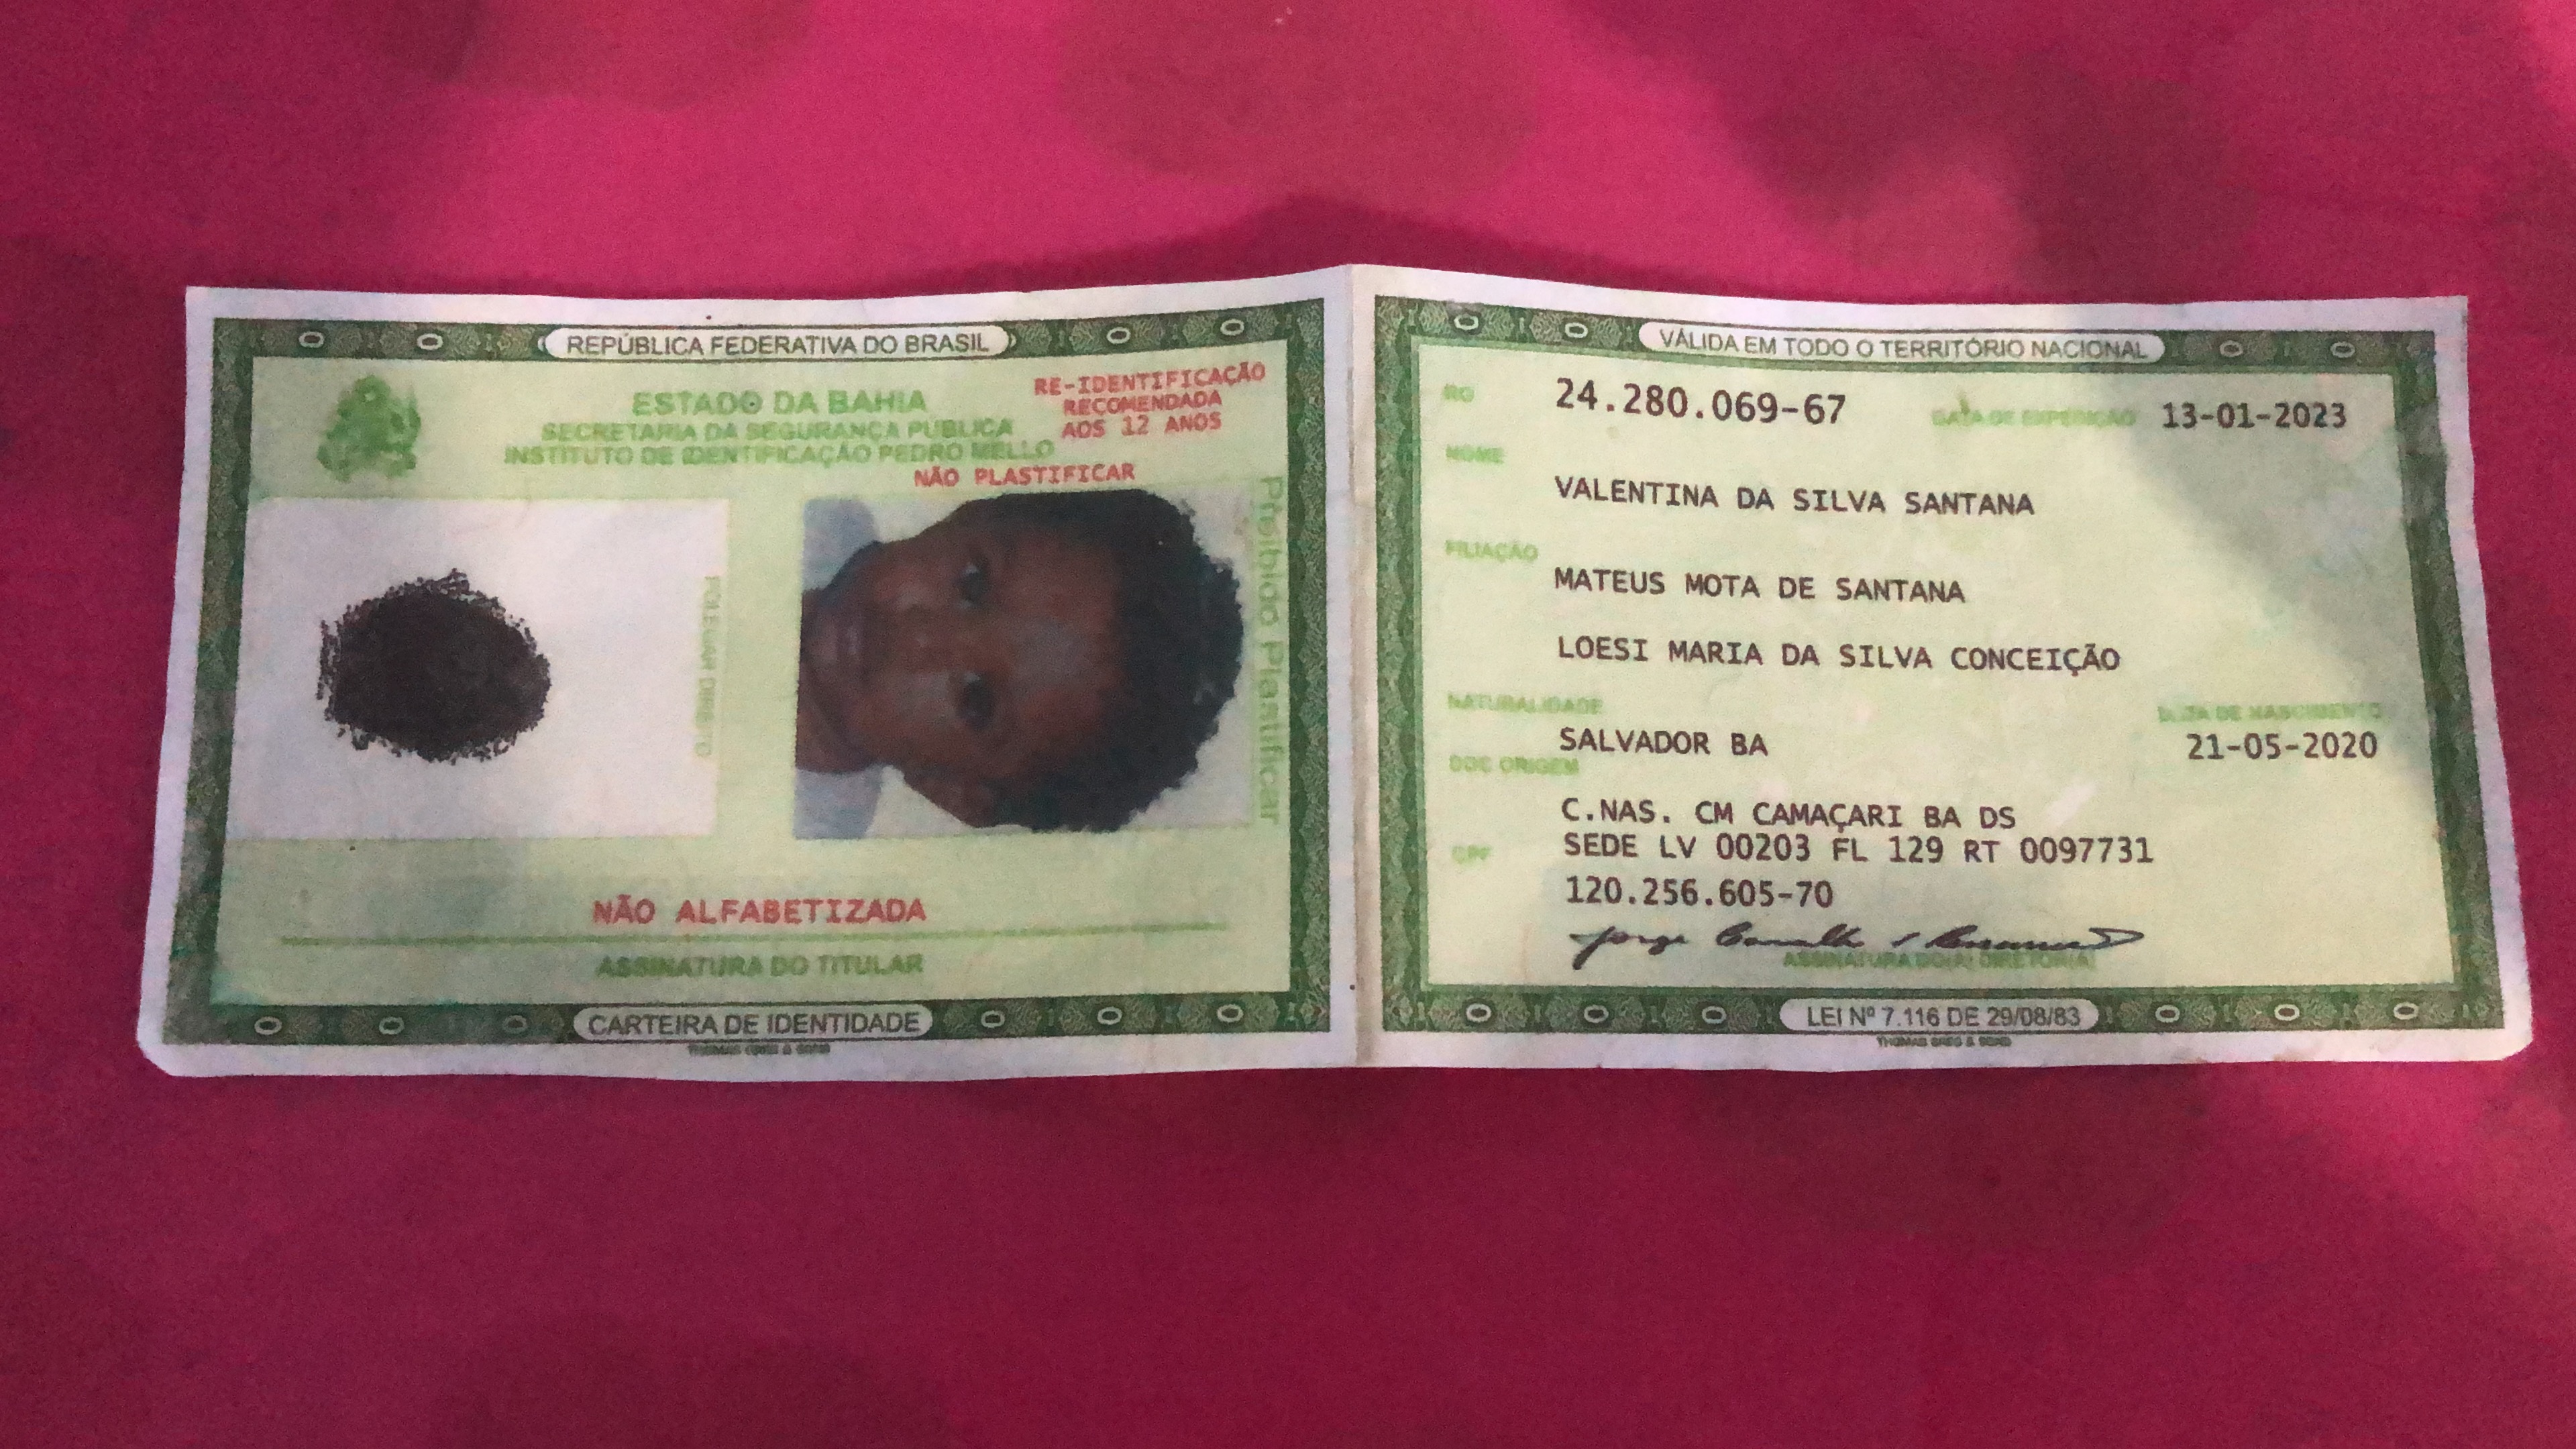 REPÚBLICA FEDERATIVA DO BRASIL
ESTADO DA BAHIA
SECRETARIA DA SEGURANÇA PÚBLICA
INSTITUTO DE IDENTIFICAÇÃO PEDRO MELLO
RE-IDENTIFICAÇÃO
RECOMENDADA
AOS 12 ANOS
NÃO PLASTIFICAR
POLEGAR DIREITO
Proibido Plastificar
NÃO ALFABETIZADA
ASSINATURA DO TITULAR
CARTEIRA DE IDENTIDADE
VÁLIDA EM TODO O TERRITÓRIO NACIONAL
RG 24.280.069-67 DATA DE EXPEDIÇÃO 13-01-2023
NOME
VALENTINA DA SILVA SANTANA
FILIAÇÃO
MATEUS MOTA DE SANTANA
LOESI MARIA DA SILVA CONCEIÇÃO
NATURALIDADE DATA DE NASCIMENTO
SALVADOR BA 21-05-2020
DOC ORIGEM
C.NAS. CM CAMAÇARI BA DS
SEDE LV 00203 FL 129 RT 0097731
CPF
120.256.605-70
LEI Nº 7.116 DE 29/08/83